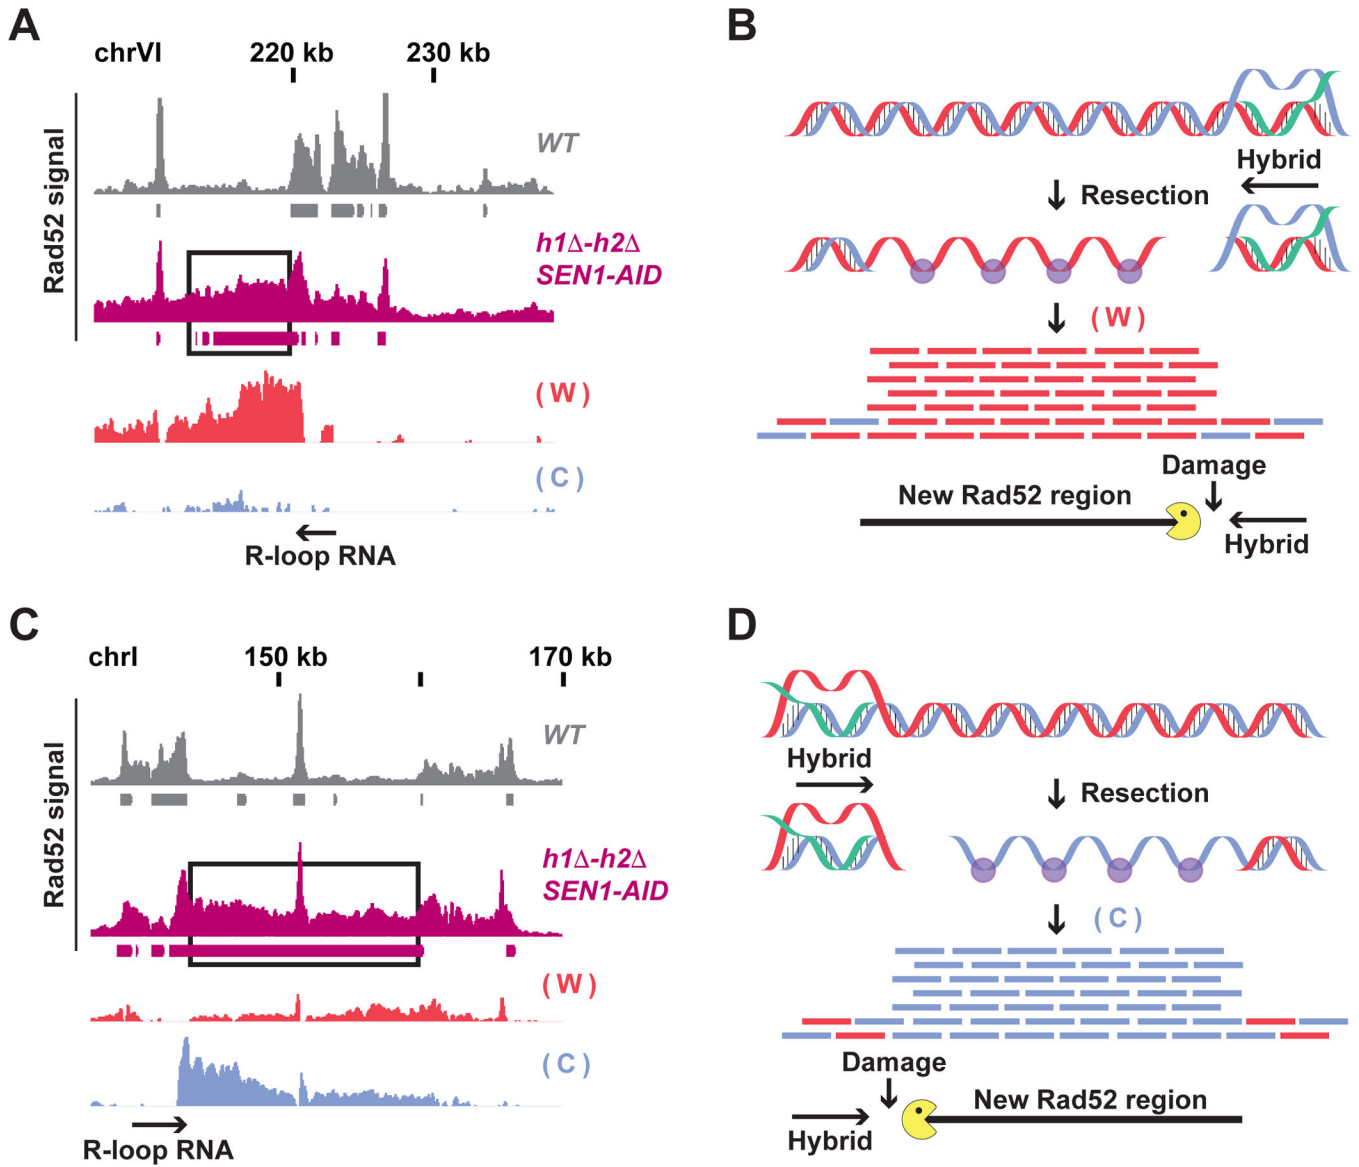 A
chrVI 220 kb 230 kb
Rad52 signal
WT
h1Δ-h2Δ
SEN1-AID
(W)
(C)
R-loop RNA
B
Hybrid
Resection
(W)
Damage
New Rad52 region
Hybrid
C
chrI 150 kb 170 kb
Rad52 signal
WT
h1Δ-h2Δ
SEN1-AID
(W)
(C)
R-loop RNA
D
Hybrid
Resection
(C)
Damage
New Rad52 region
Hybrid